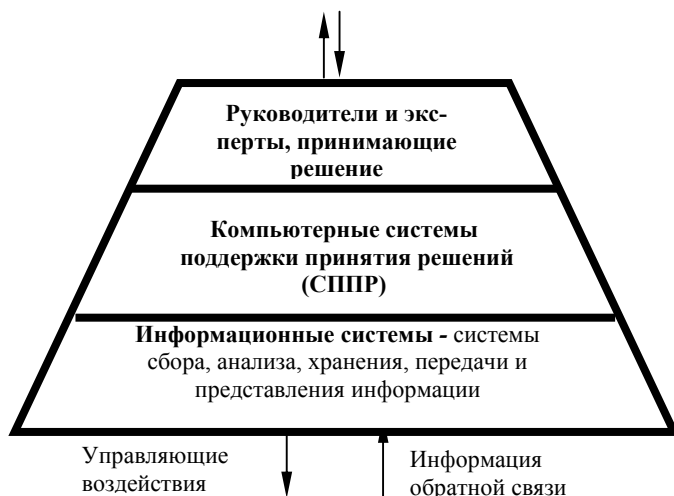 Руководители и экс-
перты, принимающие
решение
Компьютерные системы
поддержки принятия решений
(СППР)
Информационные системы - системы
сбора, анализа, хранения, передачи и
представления информации
Управляющие
воздействия
Информация
обратной связи